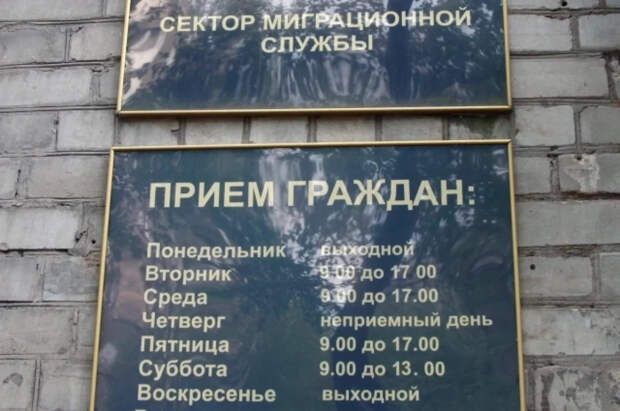 СЕКТОР МИГРАЦИОННОЙ
СЛУЖБЫ
ПРИЕМ ГРАЖДАН:
Понедельник выходной
Вторник 9.00 до 17 00
Среда 9.00 до 17.00
Четверг неприемный день
Пятница 9.00 до 17.00
Суббота 9.00 до 13. 00
Воскресенье выходной